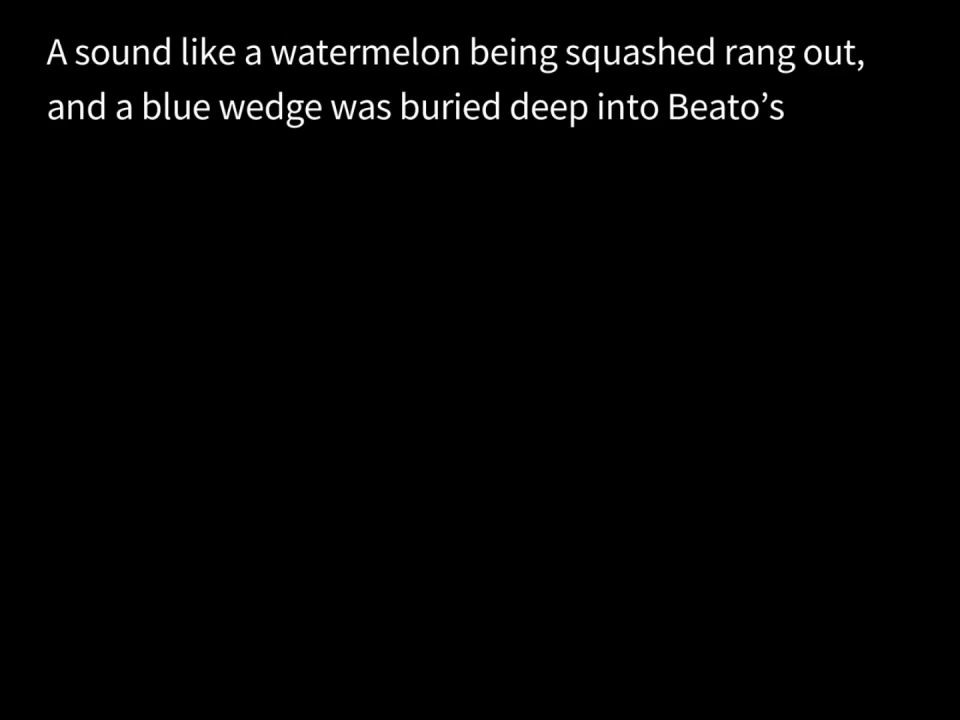 A sound like a watermelon being squashed rang out,
and a blue wedge was buried deep into Beato’s